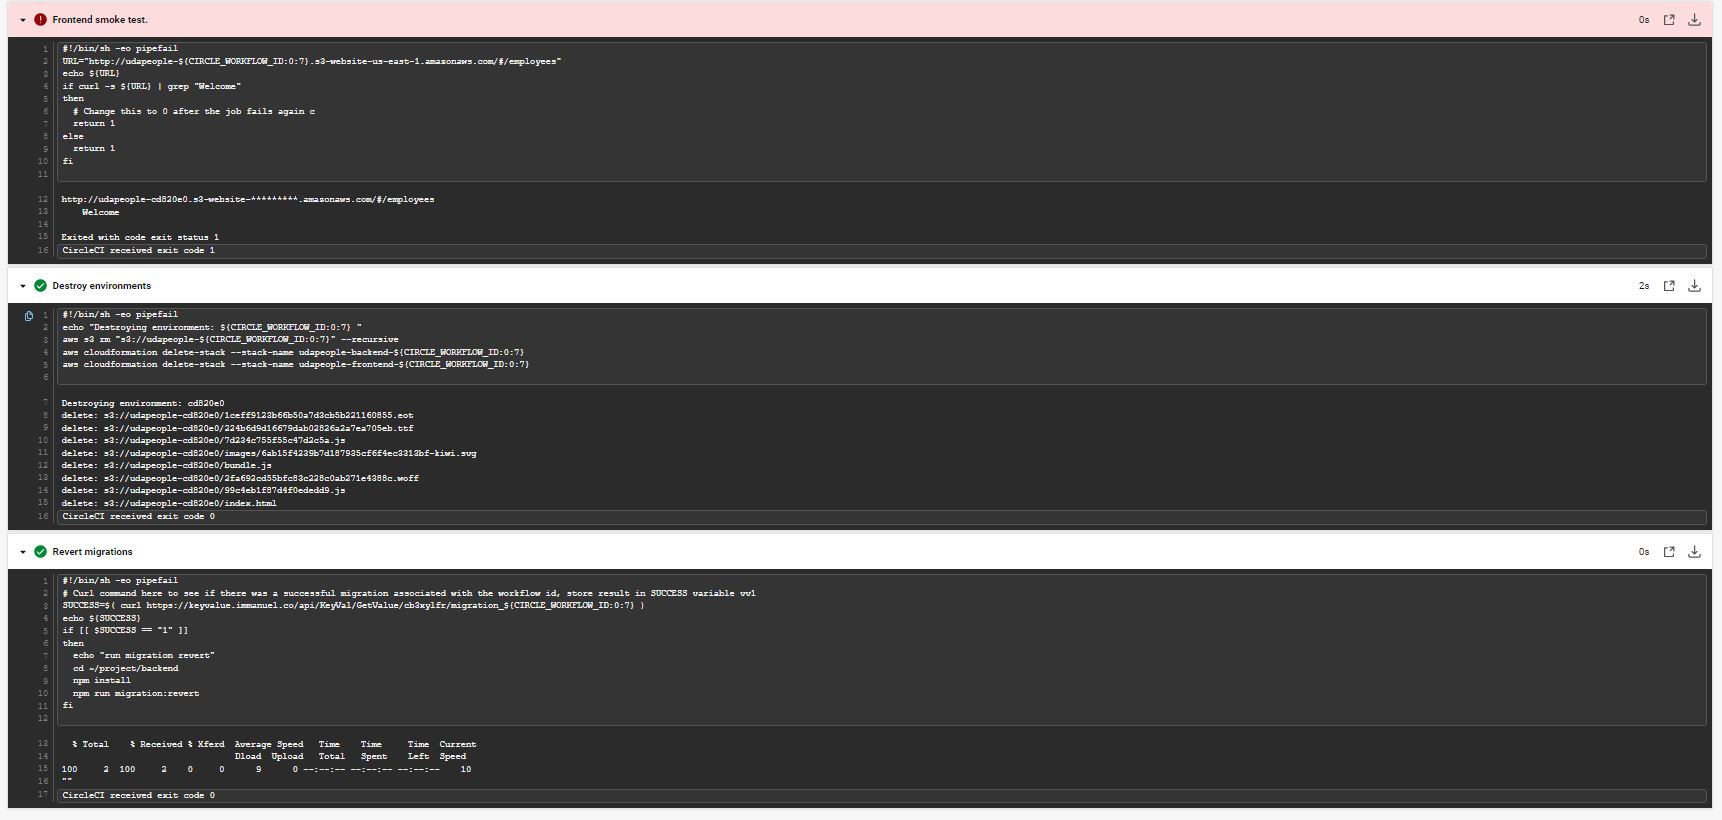 Frontend smoke test.
0s
1 #!/bin/sh -eo pipefail
2 URL="http://udapeople-${CIRCLE_WORKFLOW_ID:0:7}.s3-website-us-east-1.amazonaws.com/#/employees"
3 echo ${URL}
4 if curl -s ${URL} | grep "Welcome"
5 then
6 # Change this to 0 after the job fails again c
7 return 1
8 else
9 return 1
10 fi
11
12 http://udapeople-cd820e0.s3-website-*********.amazonaws.com/#/employees
13 Welcome
14
15 Exited with code exit status 1
16 CircleCI received exit code 1
Destroy environments
2s
1 #!/bin/sh -eo pipefail
2 echo "Destroying environment: ${CIRCLE_WORKFLOW_ID:0:7} "
3 aws s3 rm "s3://udapeople-${CIRCLE_WORKFLOW_ID:0:7}" --recursive
4 aws cloudformation delete-stack --stack-name udapeople-backend-${CIRCLE_WORKFLOW_ID:0:7}
5 aws cloudformation delete-stack --stack-name udapeople-frontend-${CIRCLE_WORKFLOW_ID:0:7}
6
7 Destroying environment: cd820e0
8 delete: s3://udapeople-cd820e0/1ceff9123b66b50a7d3cb5b221160855.eot
9 delete: s3://udapeople-cd820e0/224b6d9d16679dab02826a2a7ea705eb.ttf
10 delete: s3://udapeople-cd820e0/7d234c755f55c47d2c5a.js
11 delete: s3://udapeople-cd820e0/images/6ab15f4239b7d187935cf6f4ec3313bf-kiwi.svg
12 delete: s3://udapeople-cd820e0/bundle.js
13 delete: s3://udapeople-cd820e0/2fa692cd55bfc83c228c0ab271e4388c.woff
14 delete: s3://udapeople-cd820e0/99c4eb1f87d4f0ededd9.js
15 delete: s3://udapeople-cd820e0/index.html
16 CircleCI received exit code 0
Revert migrations
0s
1 #!/bin/sh -eo pipefail
2 # Curl command here to see if there was a successful migration associated with the workflow id, store result in SUCCESS variable vv1
3 SUCCESS=$( curl https://keyvalue.immanuel.co/api/KeyVal/GetValue/cb3xylfr/migration_${CIRCLE_WORKFLOW_ID:0:7} )
4 echo ${SUCCESS}
5 if [[ $SUCCESS == "1" ]]
6 then
7 echo "run migration revert"
8 cd ~/project/backend
9 npm install
10 npm run migration:revert
11 fi
12
13 % Total % Received % Xferd Average Speed Time Time Time Current
14 Dload Upload Total Spent Left Speed
15 100 2 100 2 0 0 9 0 --:--:-- --:--:-- --:--:-- 10
16 ""
17 CircleCI received exit code 0